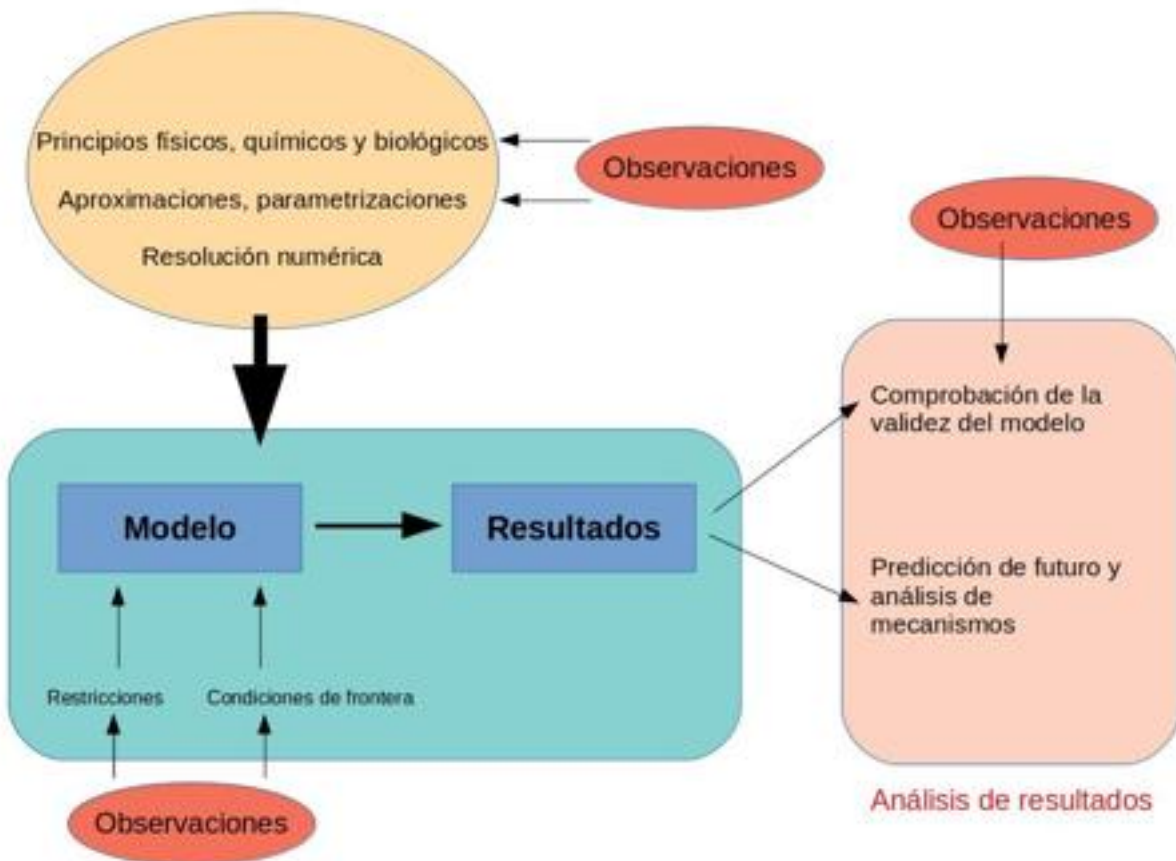 Principios físicos, químicos y biológicos
Aproximaciones, parametrizaciones
Resolución numérica
Observaciones
Observaciones
Comprobación de la
validez del modelo
Modelo
Resultados
Predicción de futuro y
análisis de
mecanismos
Restricciones
Condiciones de frontera
Observaciones
Análisis de resultados